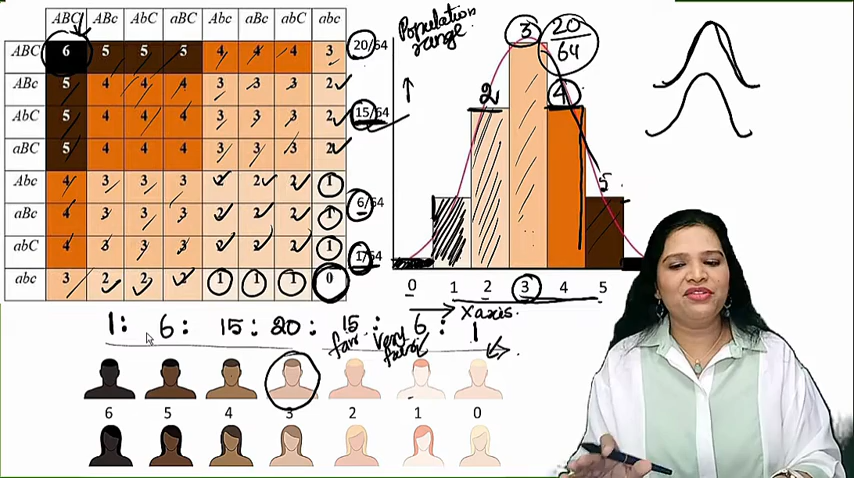 ABC ABc AbC aBC Abc aBc abC abc
ABC 6 5 5 5 4 4 4 3
ABc 5 4 4 4 3 3 3 2
AbC 5 4 4 4 3 3 3 2
aBC 5 4 4 4 3 3 3 2
Abc 4 3 3 3 2 2 2 1
aBc 4 3 3 3 2 2 2 1
abC 4 3 3 3 2 2 2 1
abc 3 2 2 2 1 1 1 0
20/64
15/64
6/64
1/64
Population
range
3
20
64
2
4
5
0 1 2 3 4 5
X axis.
1: 6: 15: 20: 15: 6: 1
fair
very
fair
6 5 4 3 2 1 0